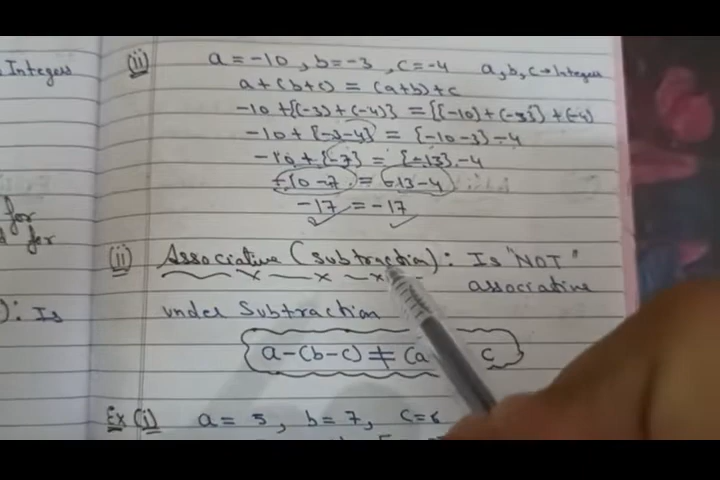 Integers
(ii) a = -10 , b = -3 , c = -4 a, b, c → Integers
a + (b + c) = (a+b) + c
-10 + {(-3) + (-4)} = {(-10) + (-3)} + (-4)
-10 + {-3-4} = {-10-3} - 4
-10 + {-7} = {-13} - 4
-10 - 7 = -13 - 4
-17 = -17
for
for
(ii) Associative (subtraction) : Is "NOT"
associative
): Is
under Subtraction
a-(b-c) ≠ (a c
Ex (i) a = 5 , b = 7 , c = 6